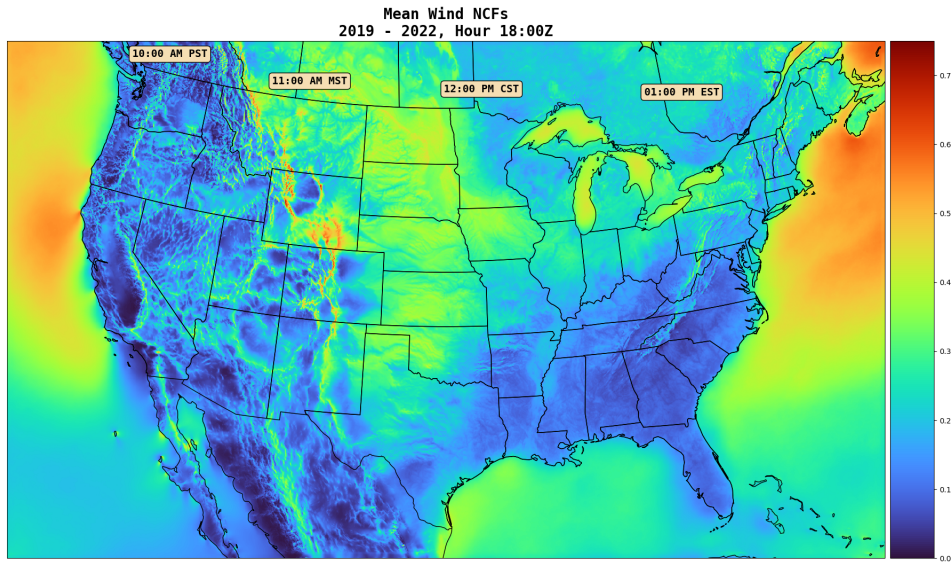 Mean Wind NCFs
2019 - 2022, Hour 18:00Z
10:00 AM PST
11:00 AM MST
12:00 PM CST
01:00 PM EST
0.7
0.6
0.5
0.4
0.3
0.2
0.1
0.0